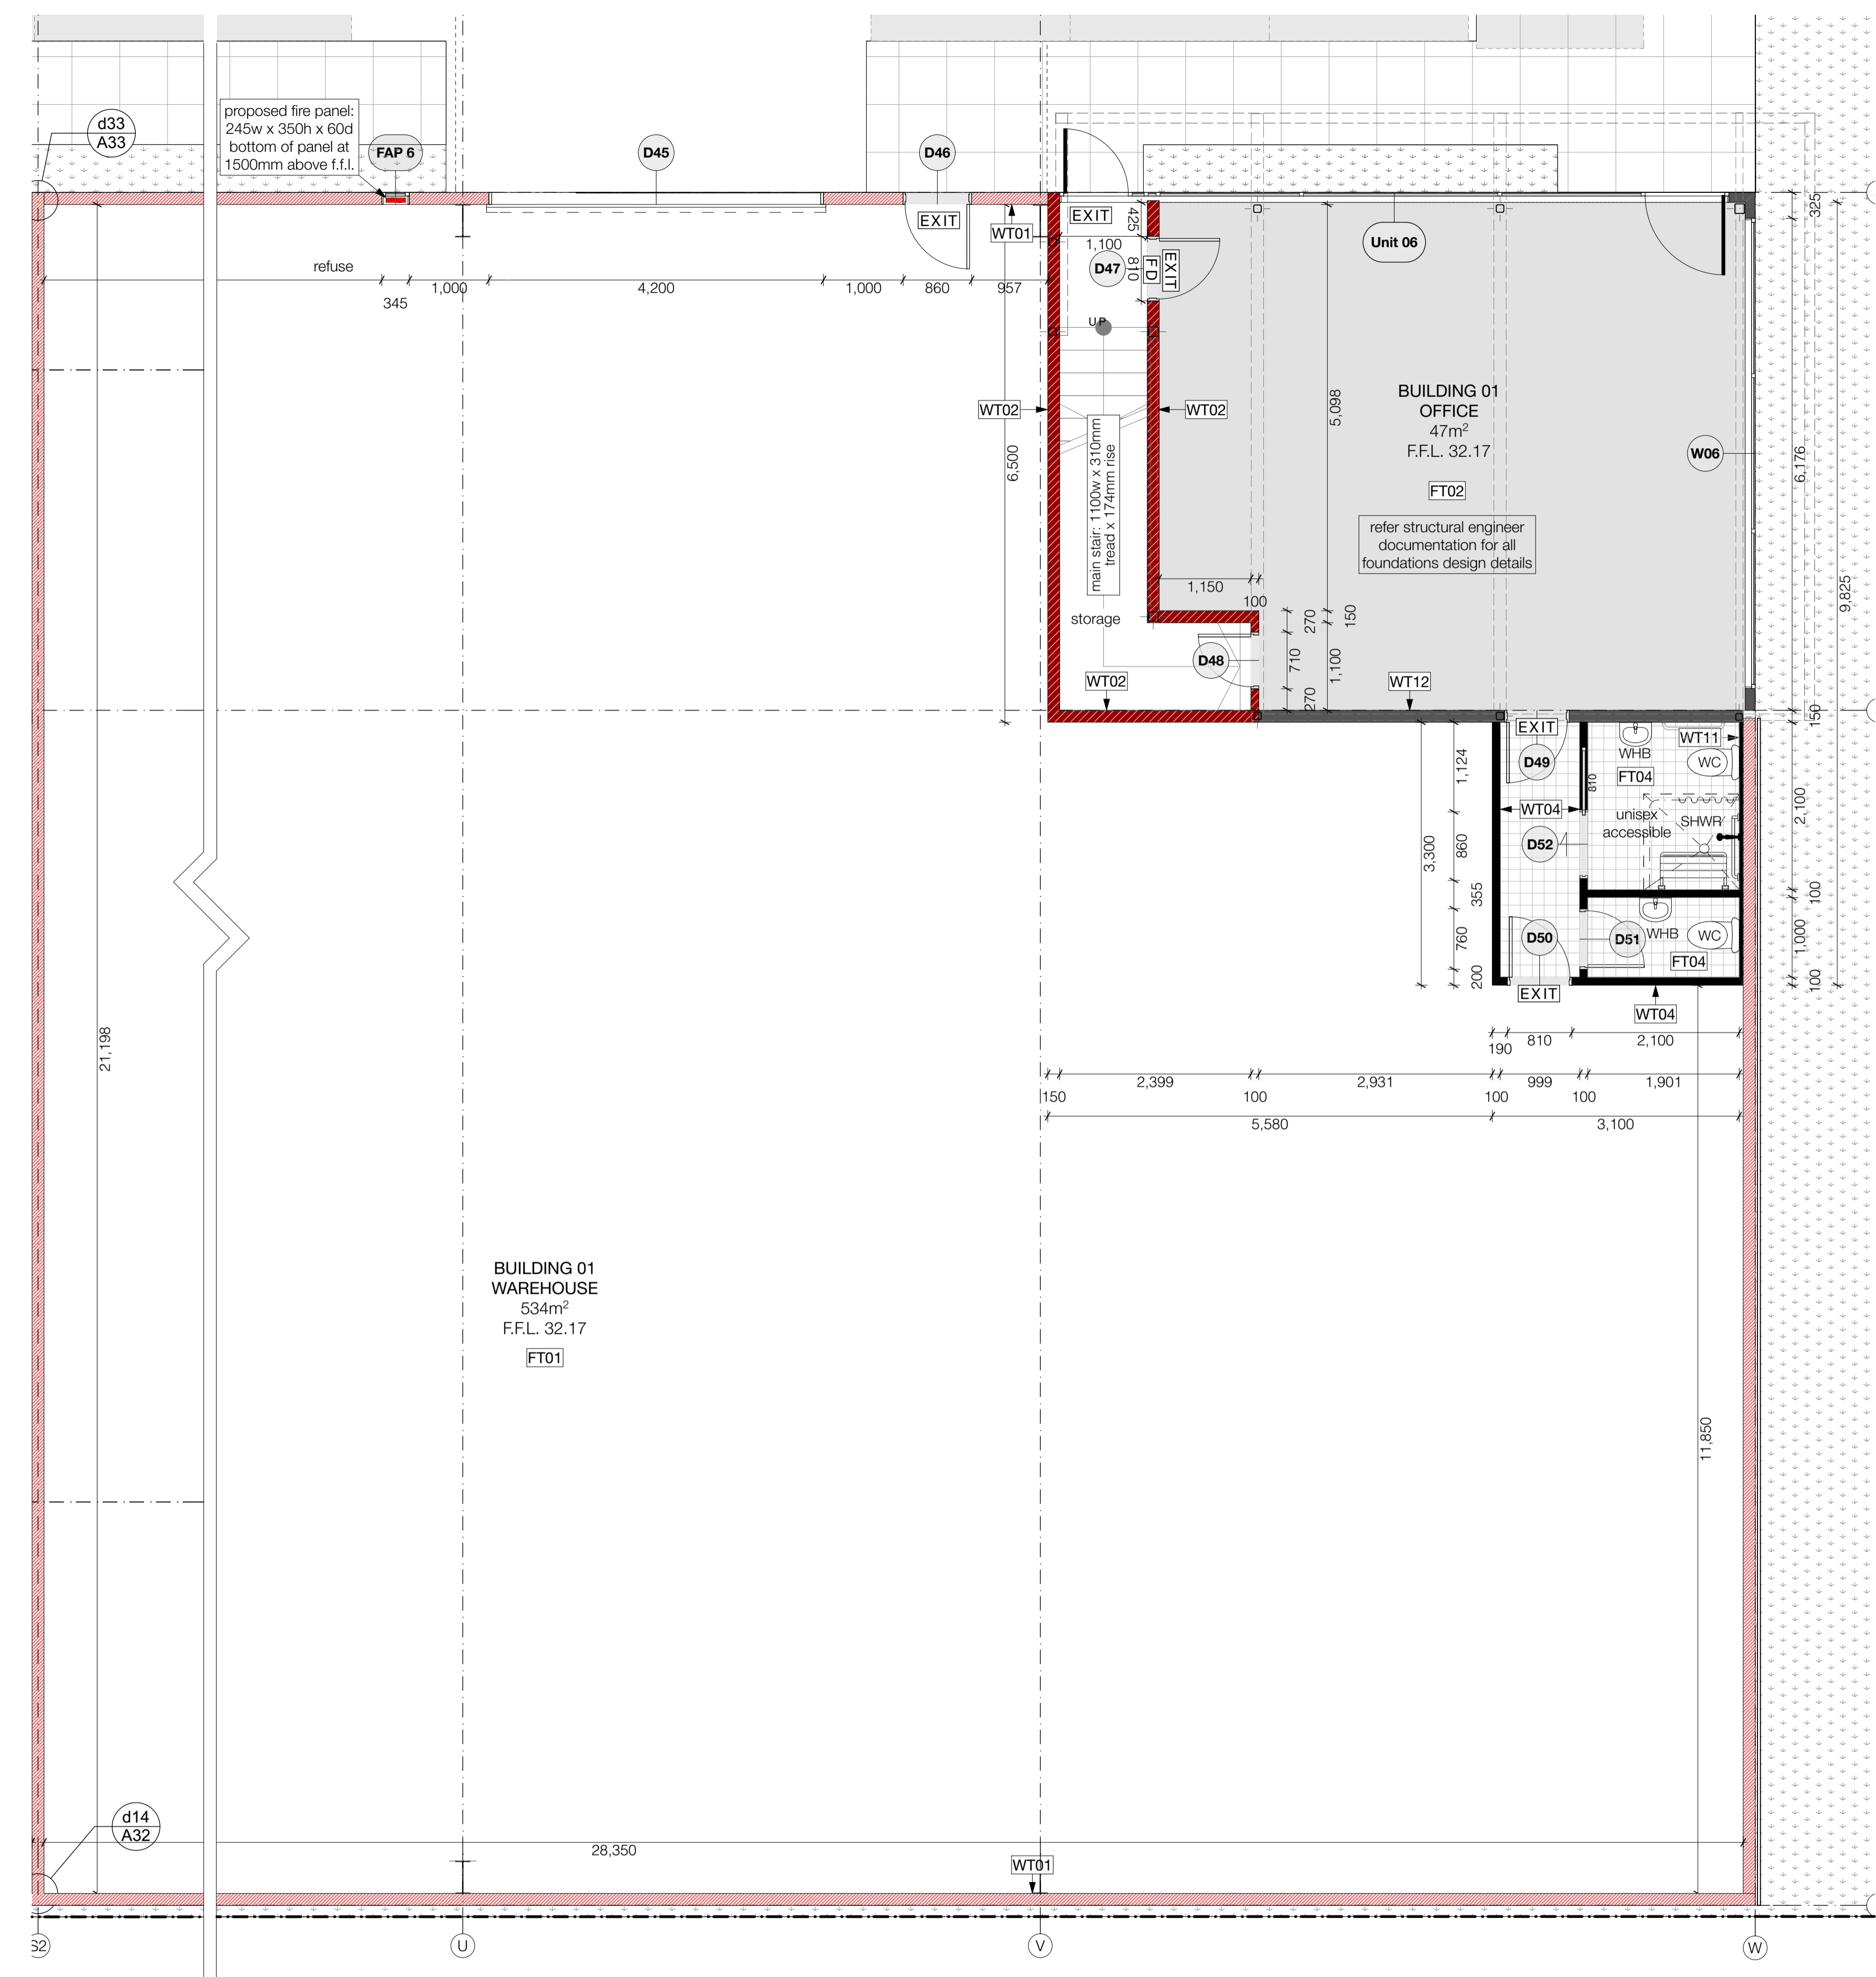 proposed fire panel:
245w x 350h x 60d
bottom of panel at
1500mm above f.f.l.
d33
A33
FAP 6
D45
D46
EXIT
WT01
EXIT
425
1,100
D47
810
FD
EXIT
Unit 06
325
refuse
345
1,000
4,200
1,000
860
957
UP
WT02
WT02
6,500
main stair: 1100w x 310mm
tread x 174mm rise
5,098
BUILDING 01
OFFICE
47m²
F.F.L. 32.17
FT02
refer structural engineer
documentation for all
foundations design details
W06
6,176
9,825
1,150
100
270
150
storage
D48
710
1,100
270
WT02
WT12
150
EXIT
WHB
WT11
D49
FT04
WC
810
1,124
WT04
unisex
accessible
SHWR
2,100
D52
860
3,300
355
100
D50
D51
WHB
WC
FT04
760
1,000
200
EXIT
100
WT04
190
810
2,100
150
2,399
100
2,931
100
999
100
1,901
5,580
3,100
21,198
BUILDING 01
WAREHOUSE
534m²
F.F.L. 32.17
FT01
11,850
d14
A32
28,350
WT01
S2
U
V
W